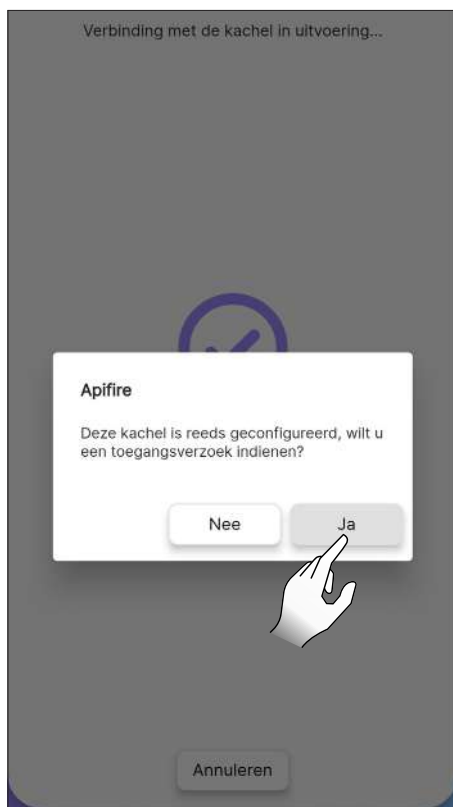 Verbinding met de kachel in uitvoering...
Apifire
Deze kachel is reeds geconfigureerd, wilt u
een toegangsverzoek indienen?
Nee
Ja
Annuleren